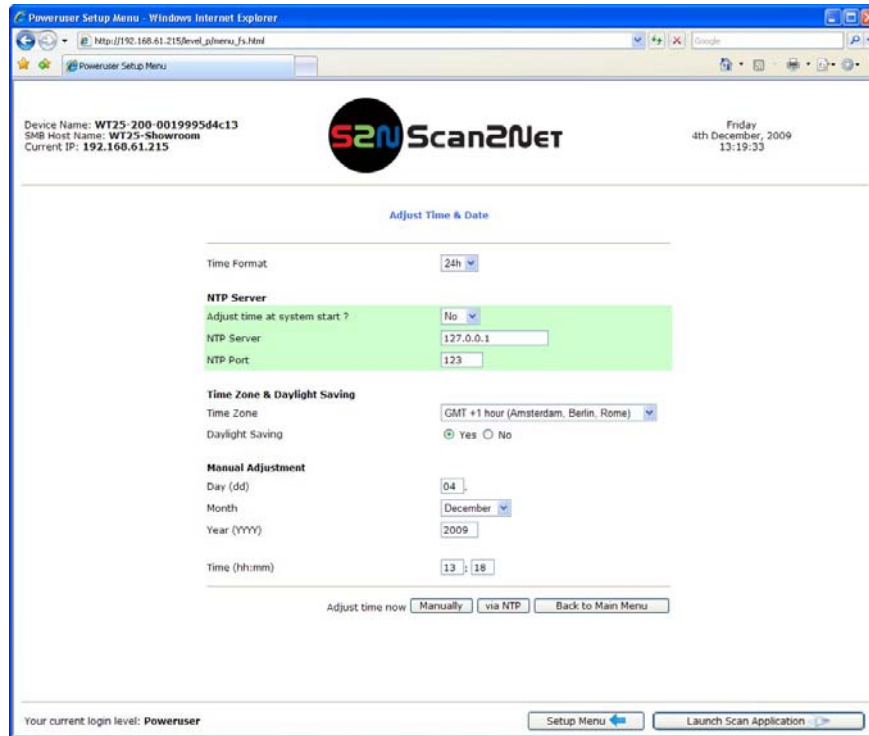 Poweruser Setup Menu - Windows Internet Explorer
http://192.168.61.215/level_p/menu_fs.html
Google
Poweruser Setup Menu
Device Name: WT25-200-0019995d4c13
SMB Host Name: WT25-Showroom
Current IP: 192.168.61.215
S2N Scan2Net
Friday
4th December, 2009
13:19:33
Adjust Time & Date
Time Format 24h
NTP Server
Adjust time at system start ? No
NTP Server 127.0.0.1
NTP Port 123
Time Zone & Daylight Saving
Time Zone GMT +1 hour (Amsterdam, Berlin, Rome)
Daylight Saving Yes No
Manual Adjustment
Day (dd) 04 .
Month December
Year (YYYY) 2009
Time (hh:mm) 13 : 18
Adjust time now Manually via NTP Back to Main Menu
Your current login level: Poweruser
Setup Menu
Launch Scan Application